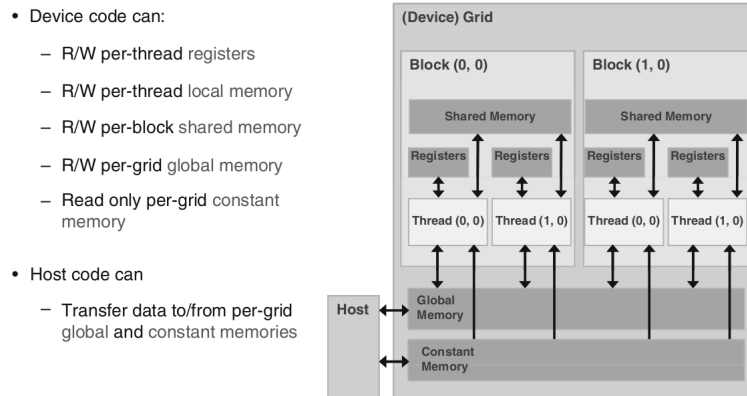 • Device code can:
– R/W per-thread registers
– R/W per-thread local memory
– R/W per-block shared memory
– R/W per-grid global memory
– Read only per-grid constant
memory
• Host code can
– Transfer data to/from per-grid
global and constant memories
(Device) Grid
Block (0, 0)
Block (1, 0)
Shared Memory
Shared Memory
Registers
Registers
Registers
Registers
Thread (0, 0)
Thread (1, 0)
Thread (0, 0)
Thread (1, 0)
Host
Global
Memory
Constant
Memory